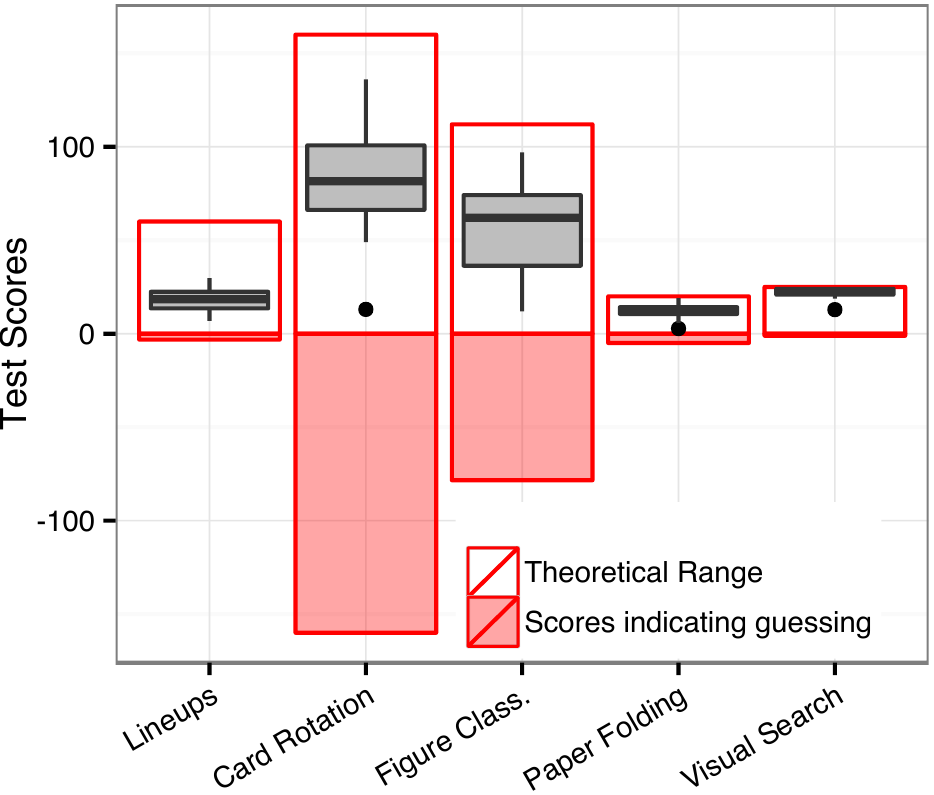 Test Scores
100
0
-100
Theoretical Range
Scores indicating guessing
Lineups
Card Rotation
Figure Class.
Paper Folding
Visual Search